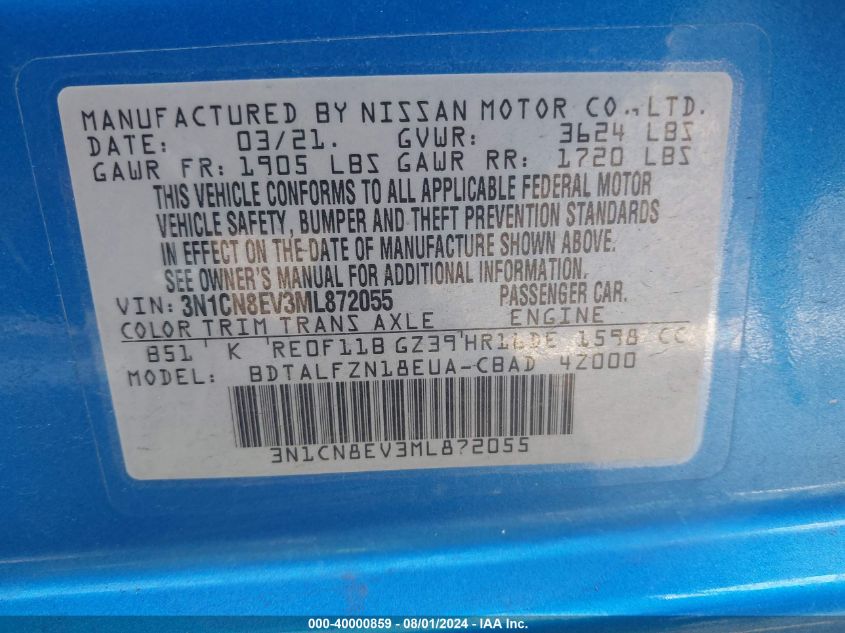 MANUFACTURED BY NISSAN MOTOR CO., LTD.
DATE: 03/21. GVWR: 3624 LBS
GAWR FR: 1905 LBS GAWR RR: 1720 LBS
THIS VEHICLE CONFORMS TO ALL APPLICABLE FEDERAL MOTOR
VEHICLE SAFETY, BUMPER AND THEFT PREVENTION STANDARDS
IN EFFECT ON THE DATE OF MANUFACTURE SHOWN ABOVE.
SEE OWNER'S MANUAL FOR ADDITIONAL INFORMATION.
VIN: 3N1CN8EV3ML872055 PASSENGER CAR.
COLOR TRIM TRANS AXLE ENGINE
B51 K RE0F11B GZ39 HR16DE 1598 CC
MODEL: BDTALFZN18EUA-CBAD 4Z000
3N1CN8EV3ML872055
000-40000859 - 08/01/2024 - IAA Inc.